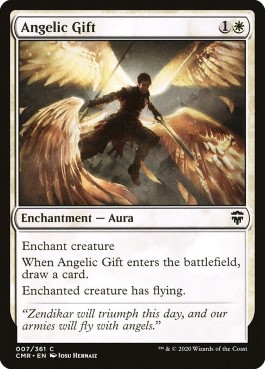 Angelic Gift 1
Enchantment — Aura
Enchant creature
When Angelic Gift enters the battlefield,
draw a card.
Enchanted creature has flying.
“Zendikar will triumph this day, and our
armies will fly with angels.”
007/361 C
CMR • EN Josu Hernaiz
™ & © 2020 Wizards of the Coast